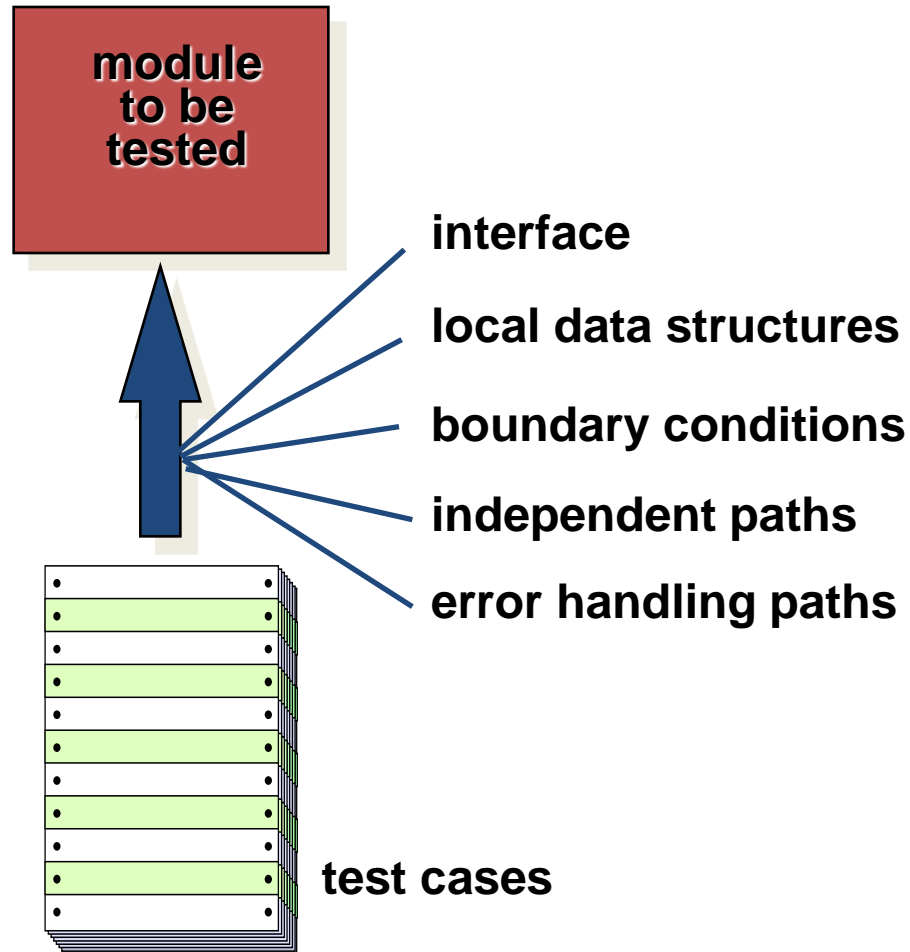 module
to be
tested
interface
local data structures
boundary conditions
independent paths
error handling paths
test cases